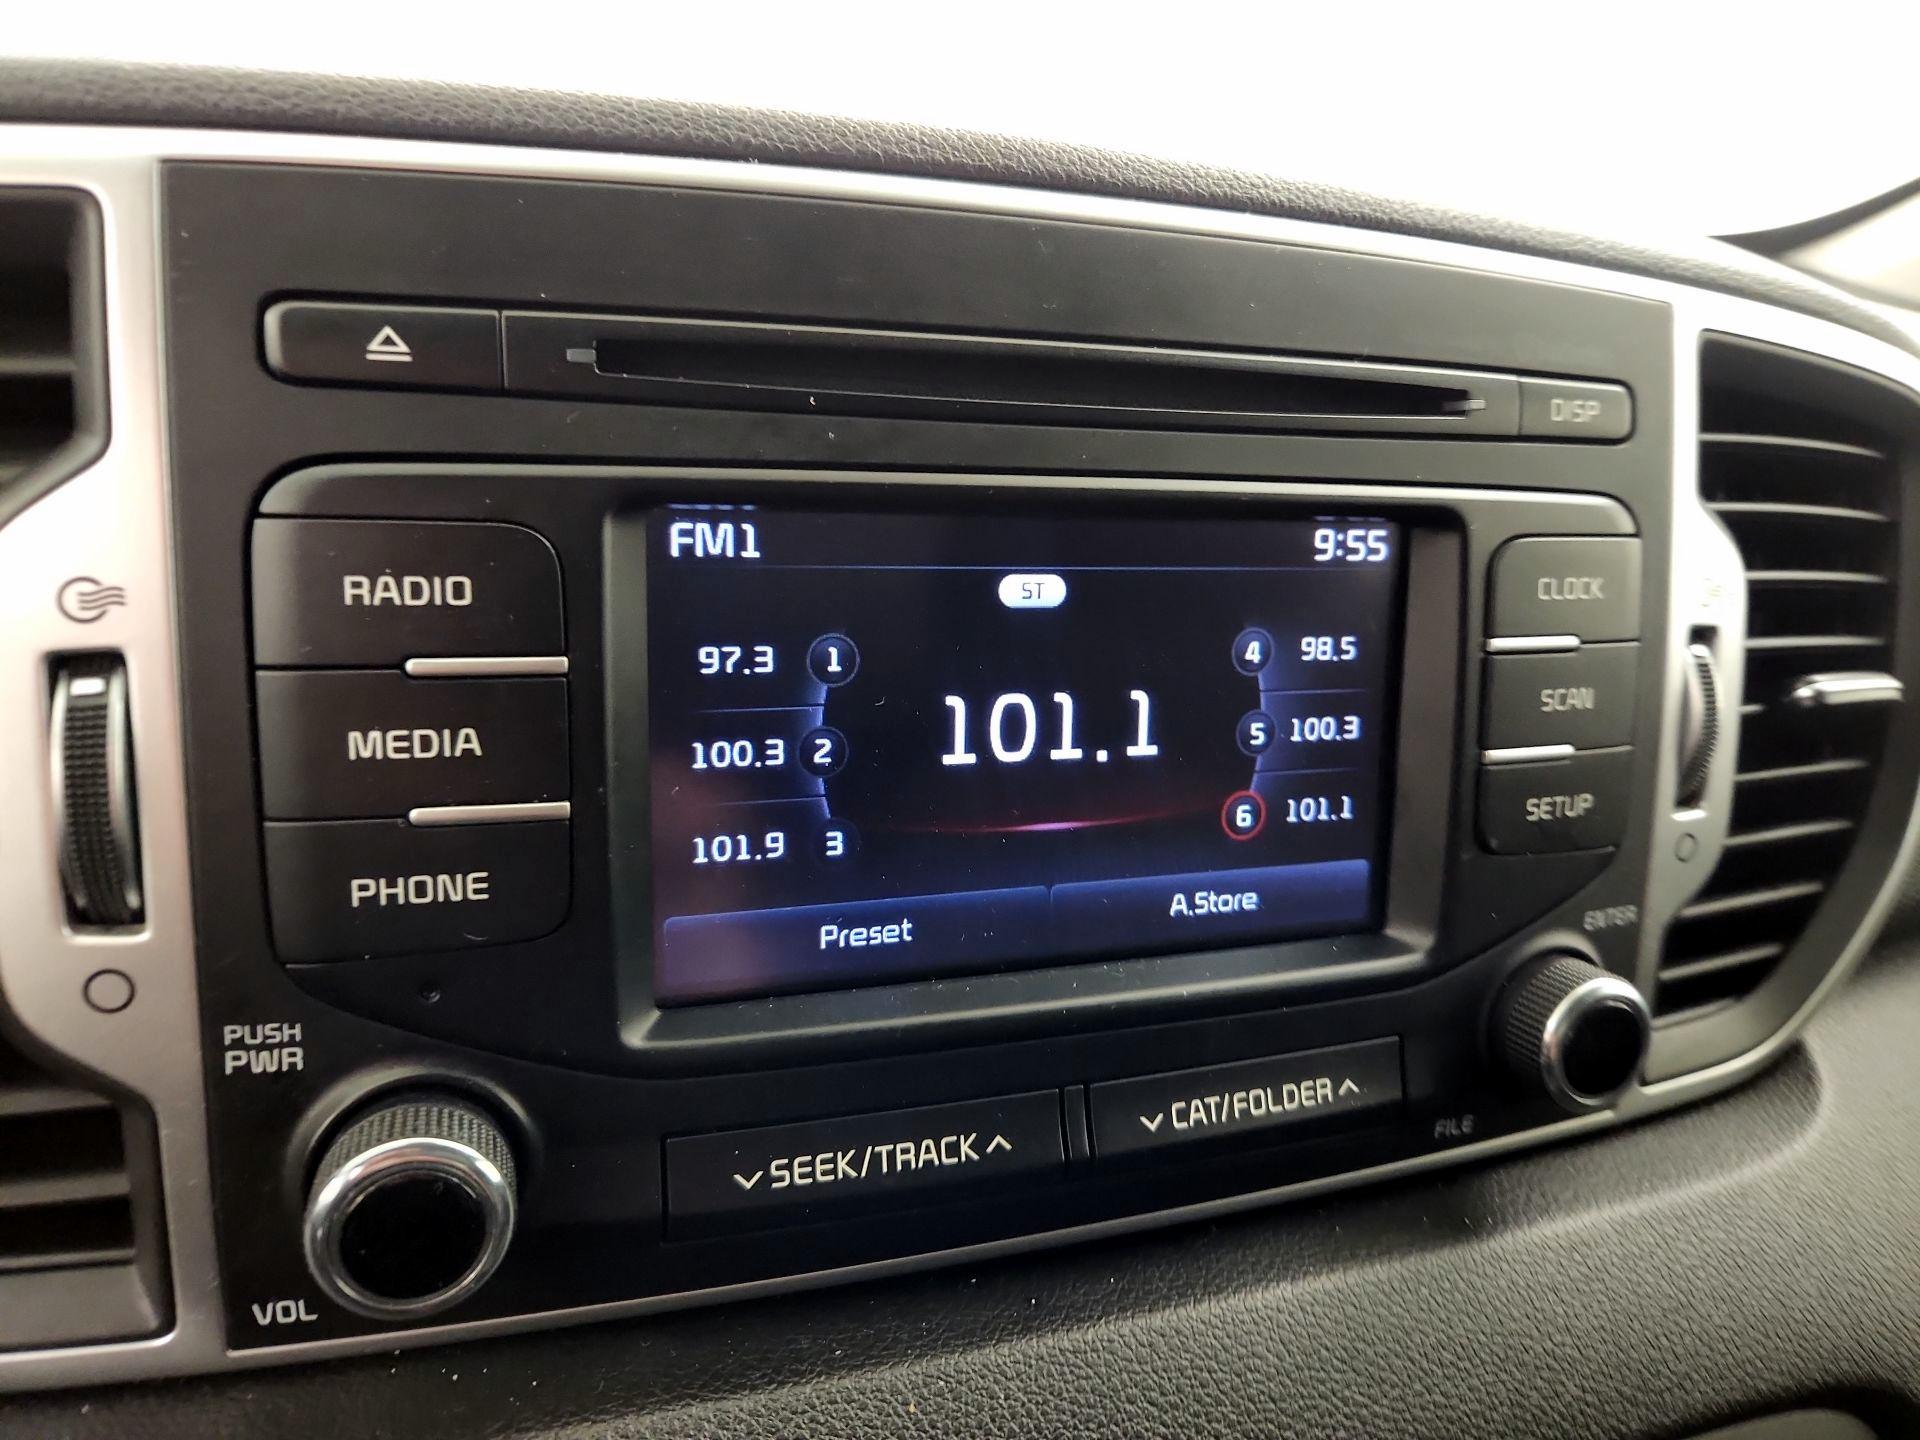 DISP
RADIO
MEDIA
PHONE
FM1
9:55
ST
97.3 1
100.3 2
101.9 3
101.1
4 98.5
5 100.3
6 101.1
Preset
A.Store
CLOCK
SCAN
SETUP
PUSH
PWR
VOL
SEEK/TRACK
CAT/FOLDER
ENTER
FILE